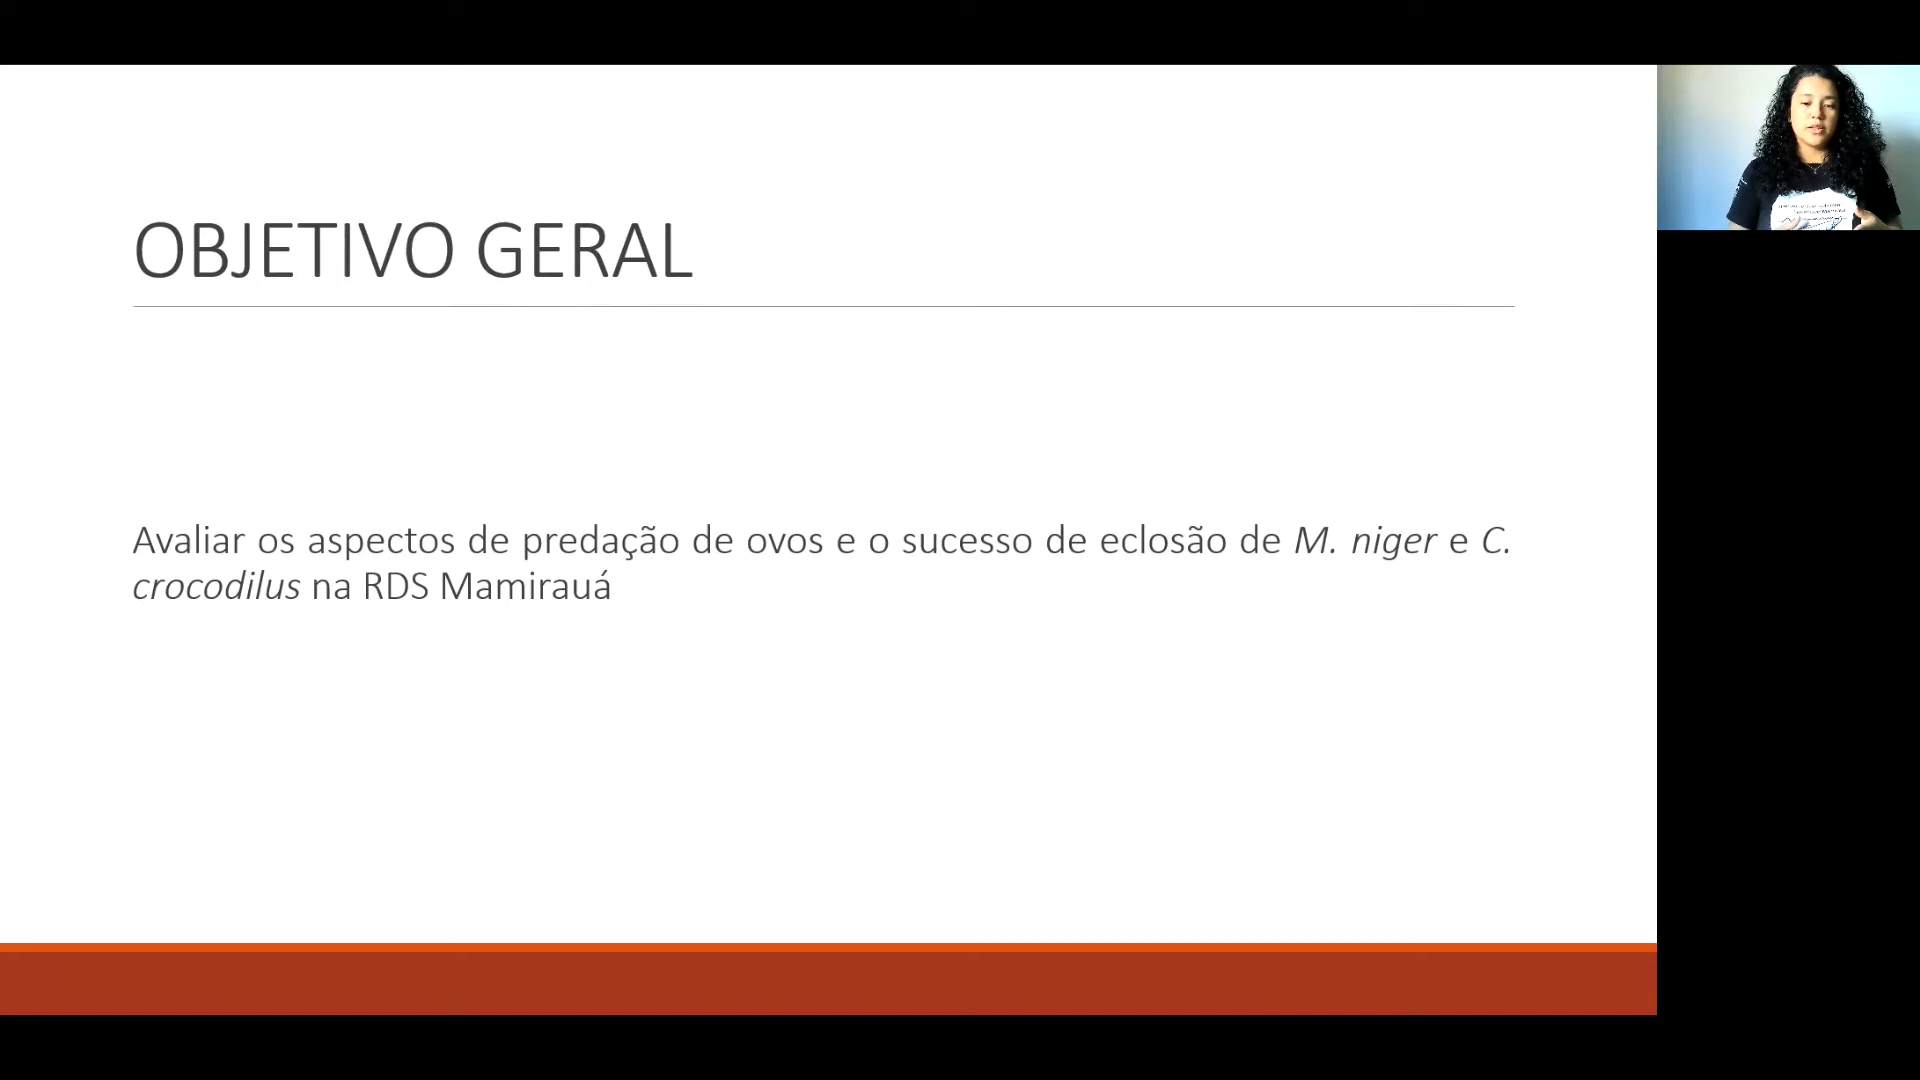 OBJETIVO GERAL
Avaliar os aspectos de predação de ovos e o sucesso de eclosão de M. niger e C.
crocodilus na RDS Mamirauá